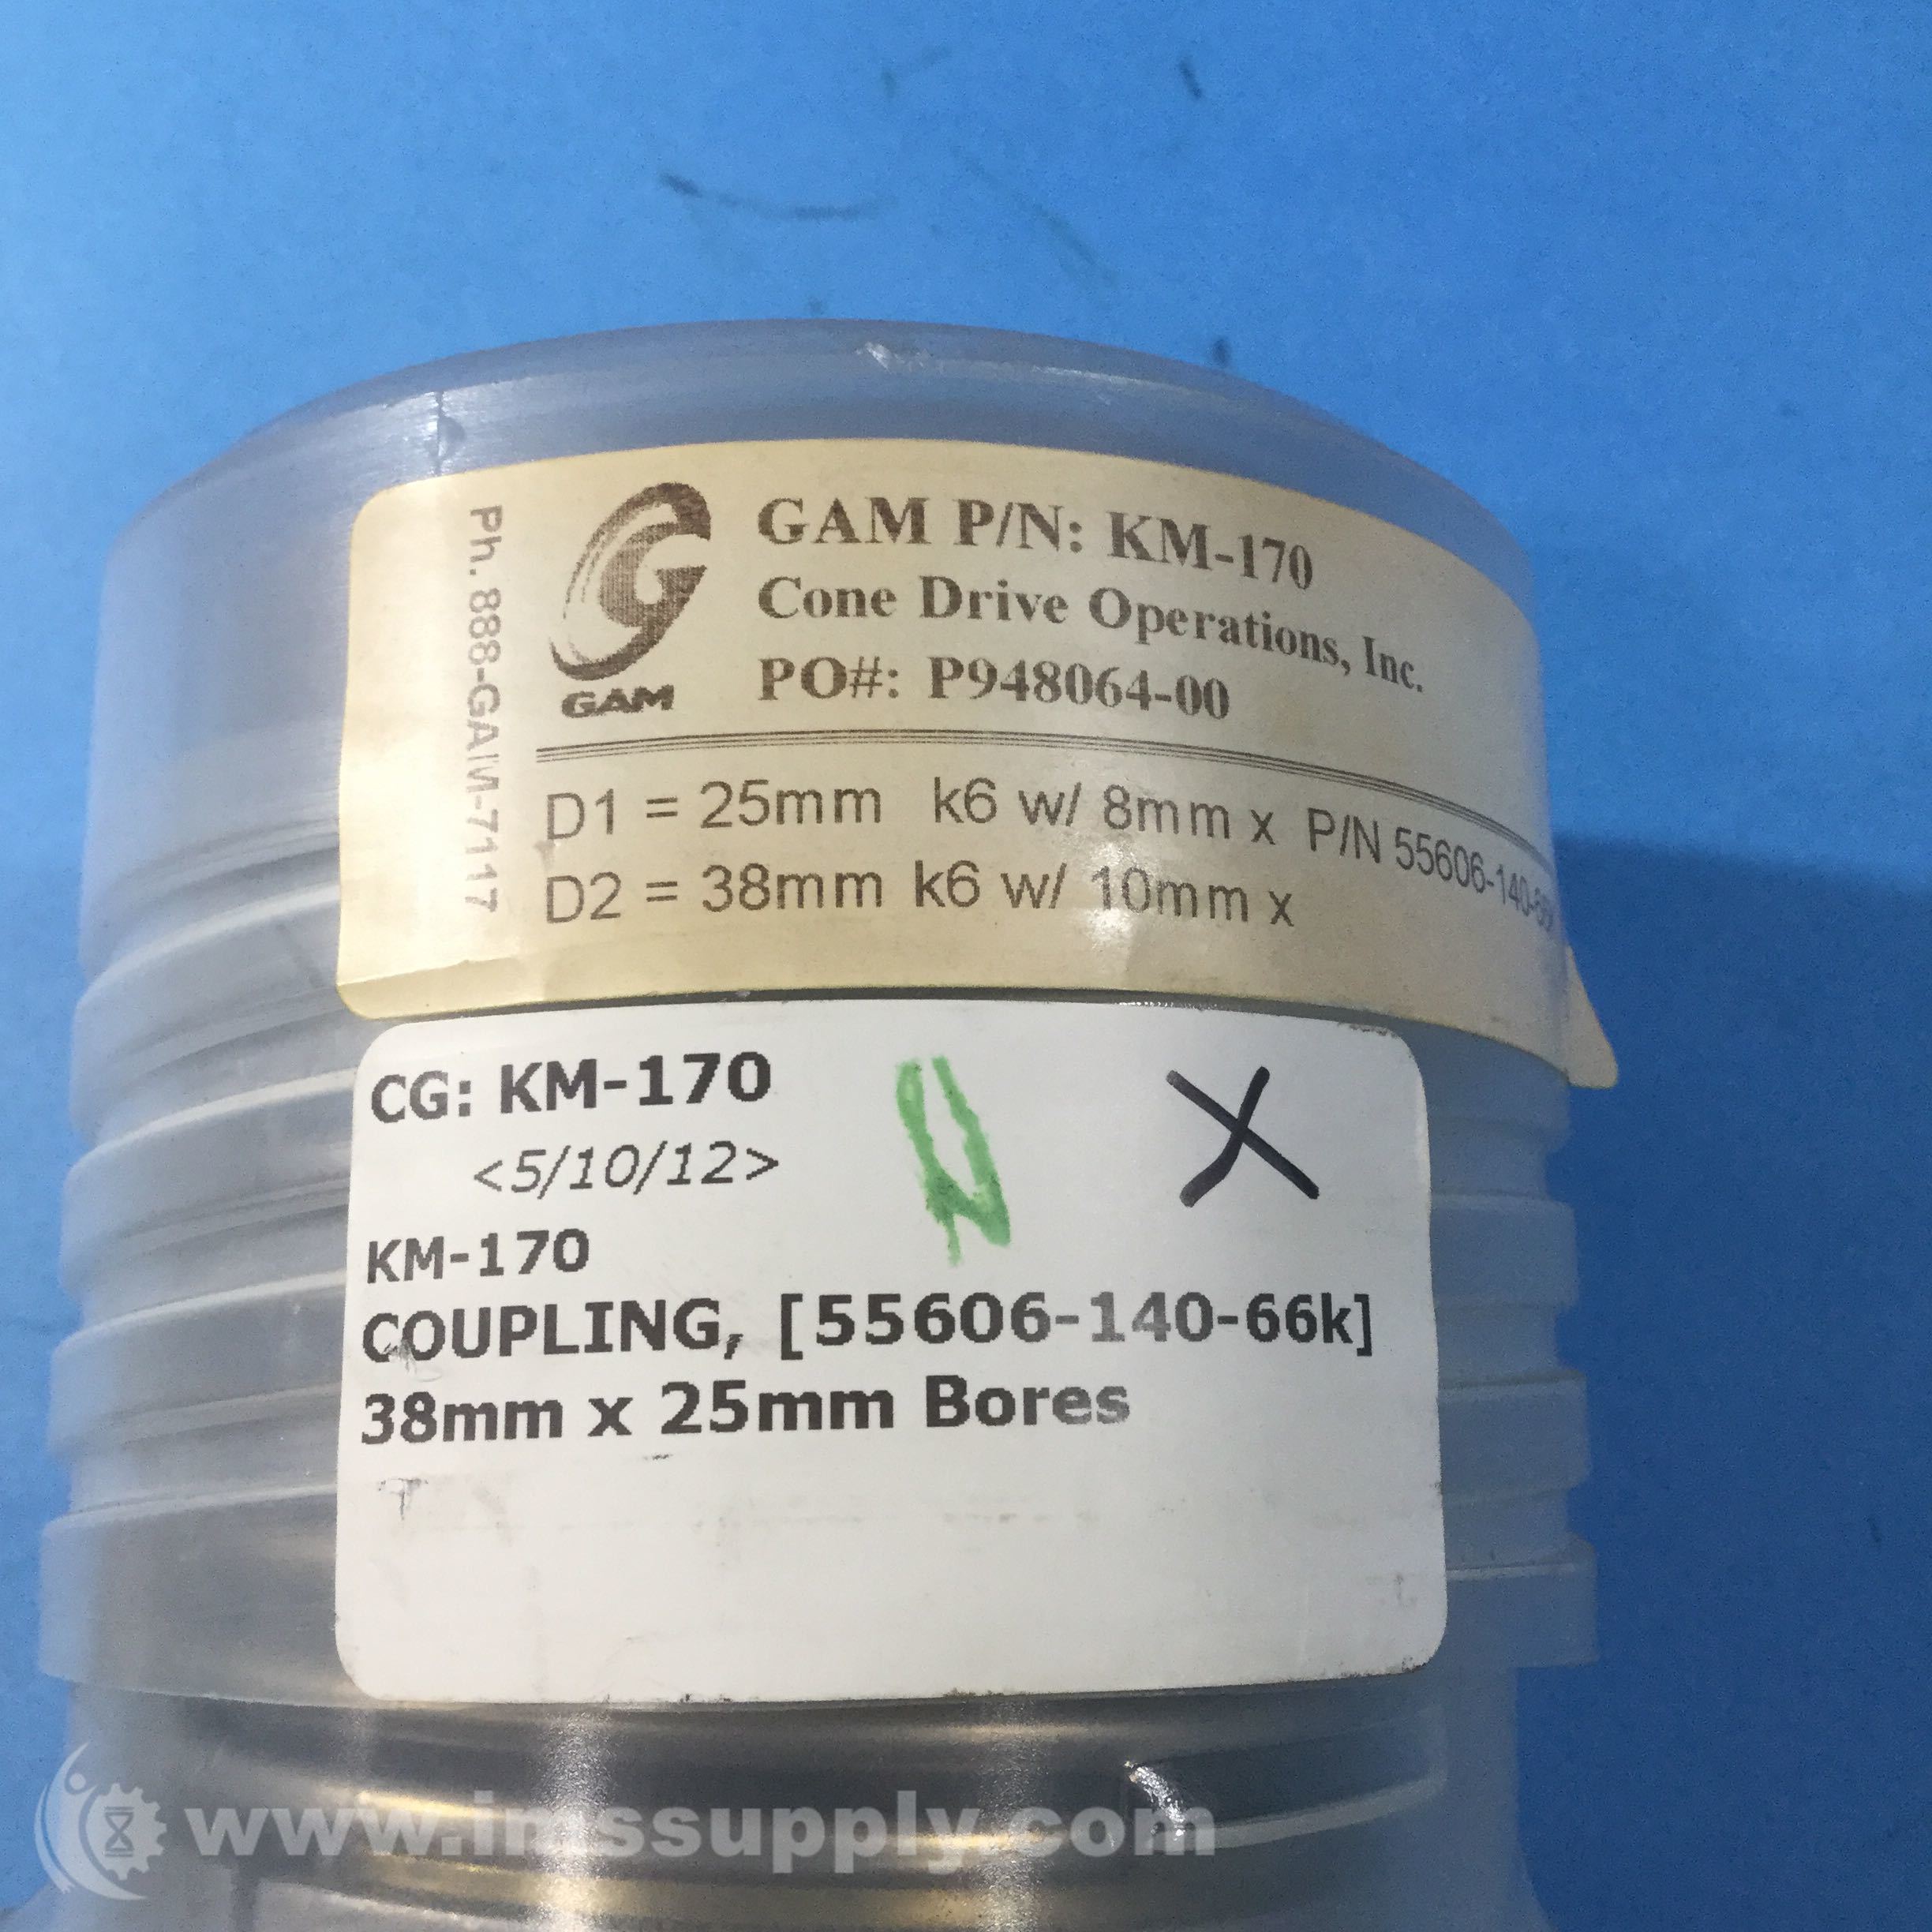 GAM P/N: KM-170
Cone Drive Operations, Inc.
PO#: P948064-00
GAM
Ph. 888-GAM-7117
D1 = 25mm k6 w/ 8mm x P/N 55606-140-66k
D2 = 38mm k6 w/ 10mm x
CG: KM-170
<5/10/12>
N X
KM-170
COUPLING, [55606-140-66k]
38mm x 25mm Bores
www.imssupply.com